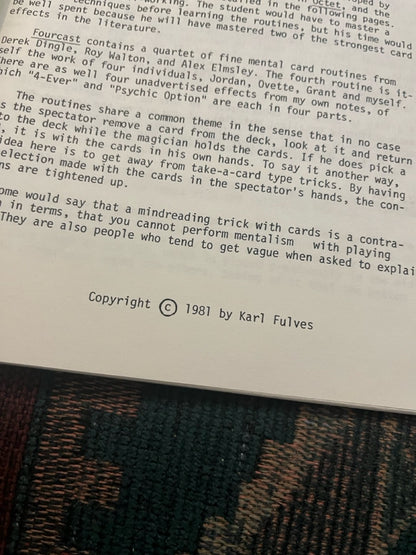 in Octet, and the
techniques before learning the routines, but his time would
be well spent because he will have mastered two of the strongest card
effects in the literature.
Fourcast contains a quartet of fine mental card routines from
Derek Dingle, Roy Walton, and Alex Elmsley. The fourth routine is it-
self the work of four individuals, Jordan, Ovette, Grant and myself.
There are as well four unadvertised effects from my own notes, of
which "4-Ever" and "Psychic Option" are each in four parts.
The routines share a common theme in the sense that in no case
s the spectator remove a card from the deck, look at it and return
to the deck while the magician holds the cards. If he does pick a
, it is with the cards in his own hands. To say it another way,
idea here is to get away from take-a-card type tricks. By having
election made with the cards in the spectator's hands, the con-
ns are tightened up.
ome would say that a mindreading trick with cards is a contra-
n in terms, that you cannot perform mentalism with playing
They are also people who tend to get vague when asked to explai
Copyright © 1981 by Karl Fulves